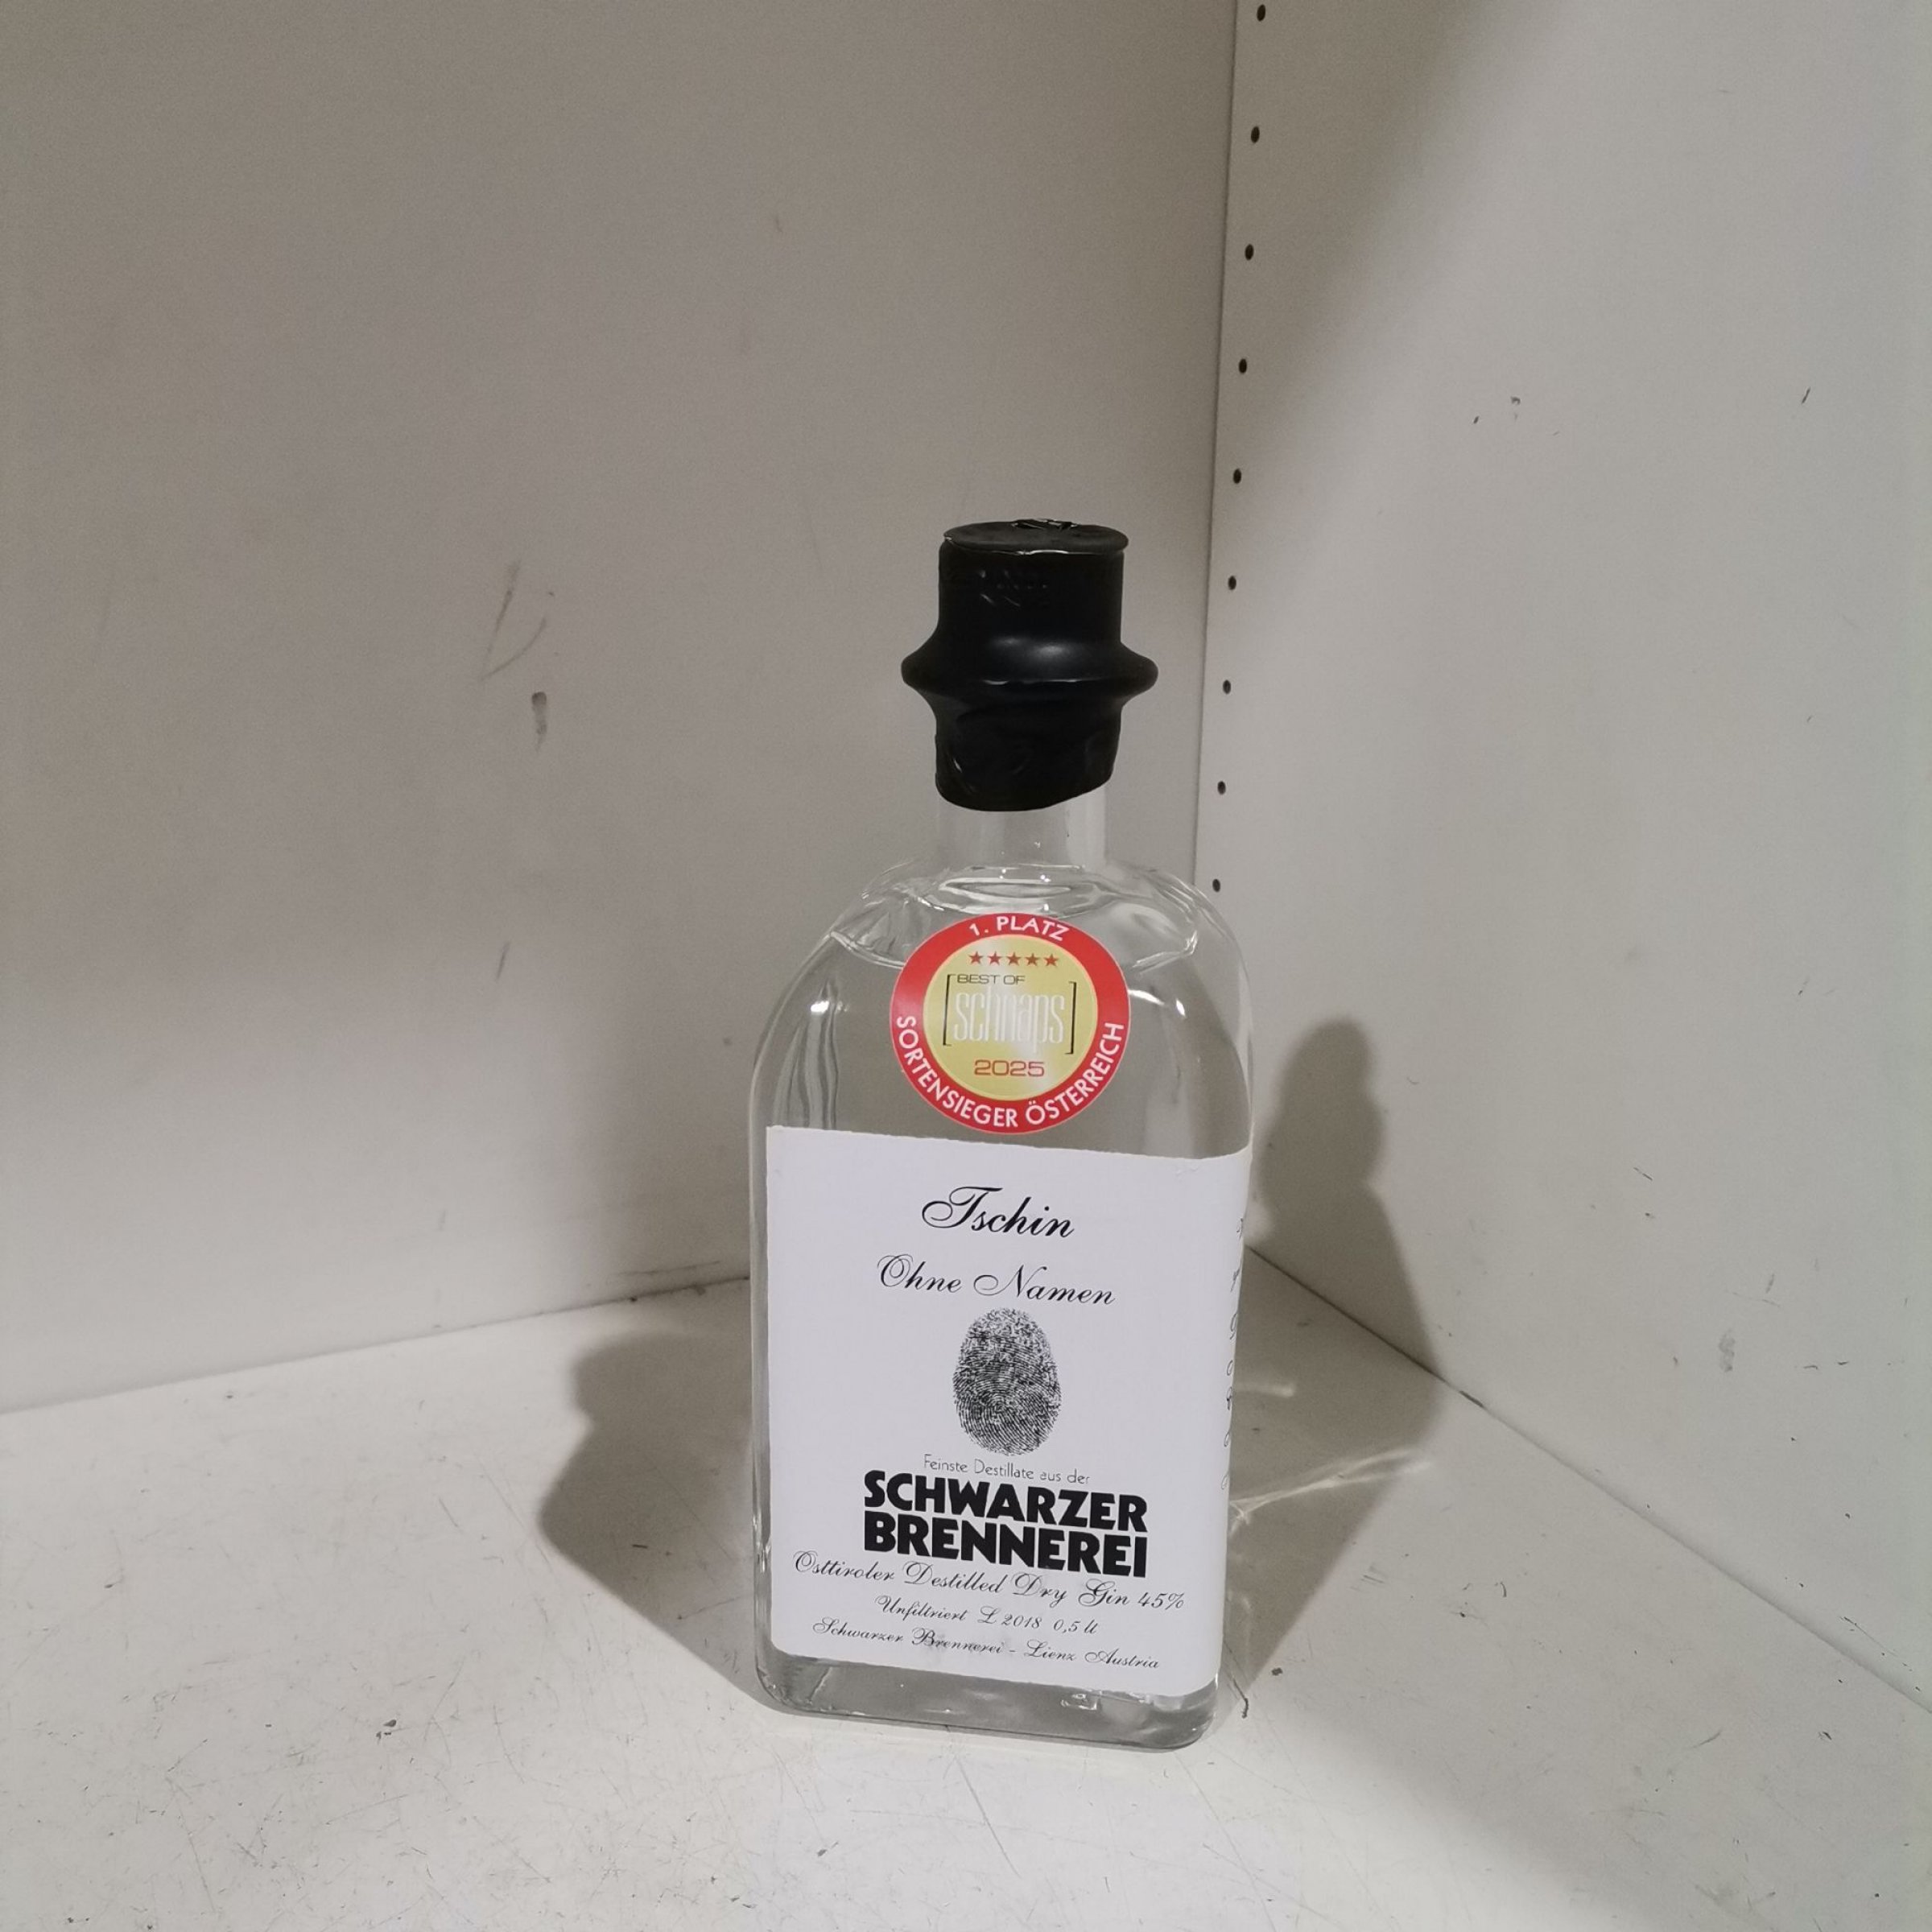 1. PLATZ
BEST OF
[schnaps]
2025
SORTENSIEGER ÖSTERREICH
Tschin
Ohne Namen
Feinste Destillate aus der
SCHWARZER
BRENNEREI
Osttiroler Destilled Dry Gin 45%
Unfiltriert L 2018 0,5 lt
Schwarzer Brennerei - Lienz Austria